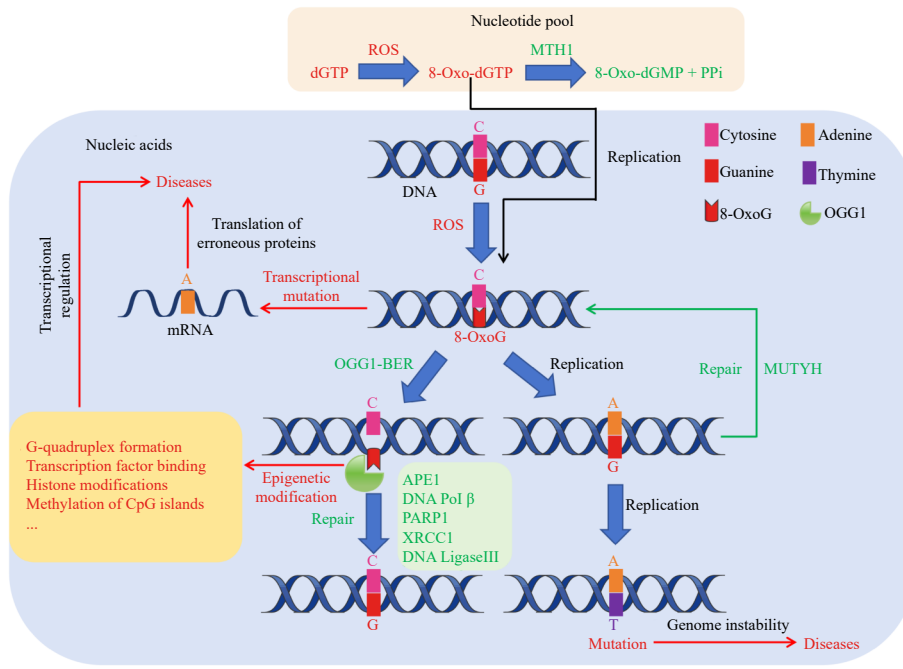 Nucleotide pool
ROS
MTH1
dGTP
8-Oxo-dGTP
8-Oxo-dGMP + PPi
Nucleic acids
Diseases
C
DNA
G
Replication
Cytosine
Adenine
Guanine
Thymine
8-OxoG
OGG1
ROS
Transcriptional
regulation
Translation of
erroneous proteins
A
mRNA
Transcriptional
mutation
C
8-OxoG
OGG1-BER
Replication
Repair
MUTYH
C
A
G
G-quadruplex formation
Transcription factor binding
Histone modifications
Methylation of CpG islands
...
Epigenetic
modification
Repair
APE1
DNA Pol β
PARP1
XRCC1
DNA LigaseIII
Replication
C
G
A
T
Genome instability
Mutation
Diseases